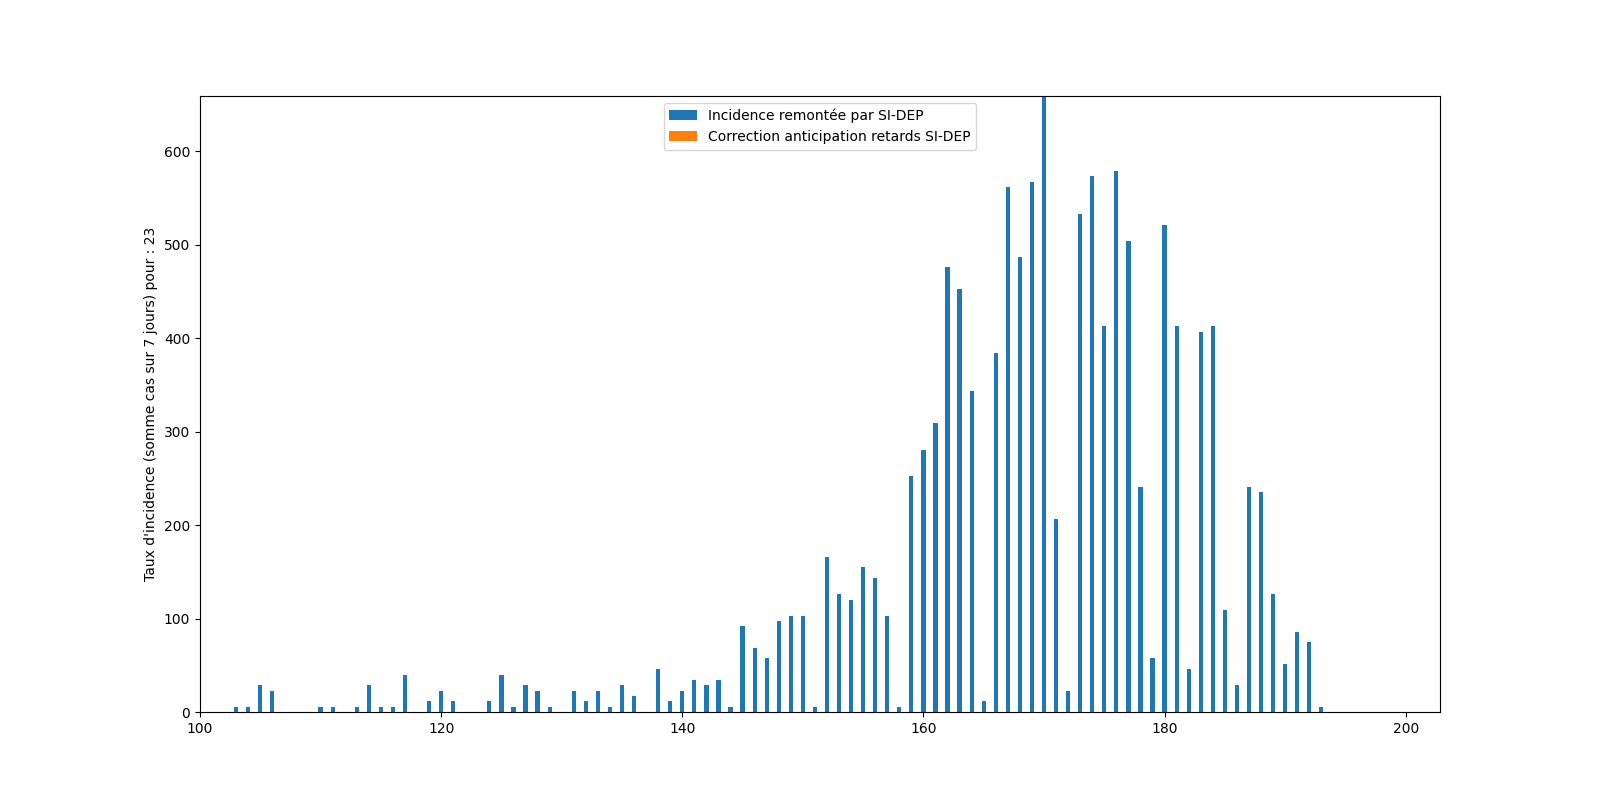 Incidence remontée par SI-DEP
Correction anticipation retards SI-DEP
Taux d'incidence (somme cas sur 7 jours) pour : 23
600
500
400
300
200
100
0
100 120 140 160 180 200